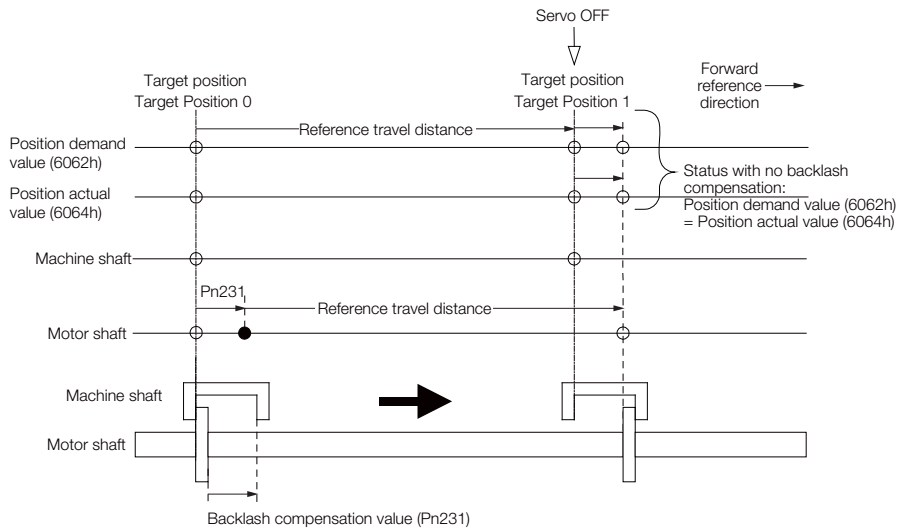 Servo OFF
Target position
Target Position 0
Target position
Target Position 1
Forward
reference
direction
Reference travel distance
Position demand
value (6062h)
Position actual
value (6064h)
Status with no backlash
compensation:
Position demand value (6062h)
= Position actual value (6064h)
Machine shaft
Pn231
Reference travel distance
Motor shaft
Machine shaft
Motor shaft
Backlash compensation value (Pn231)